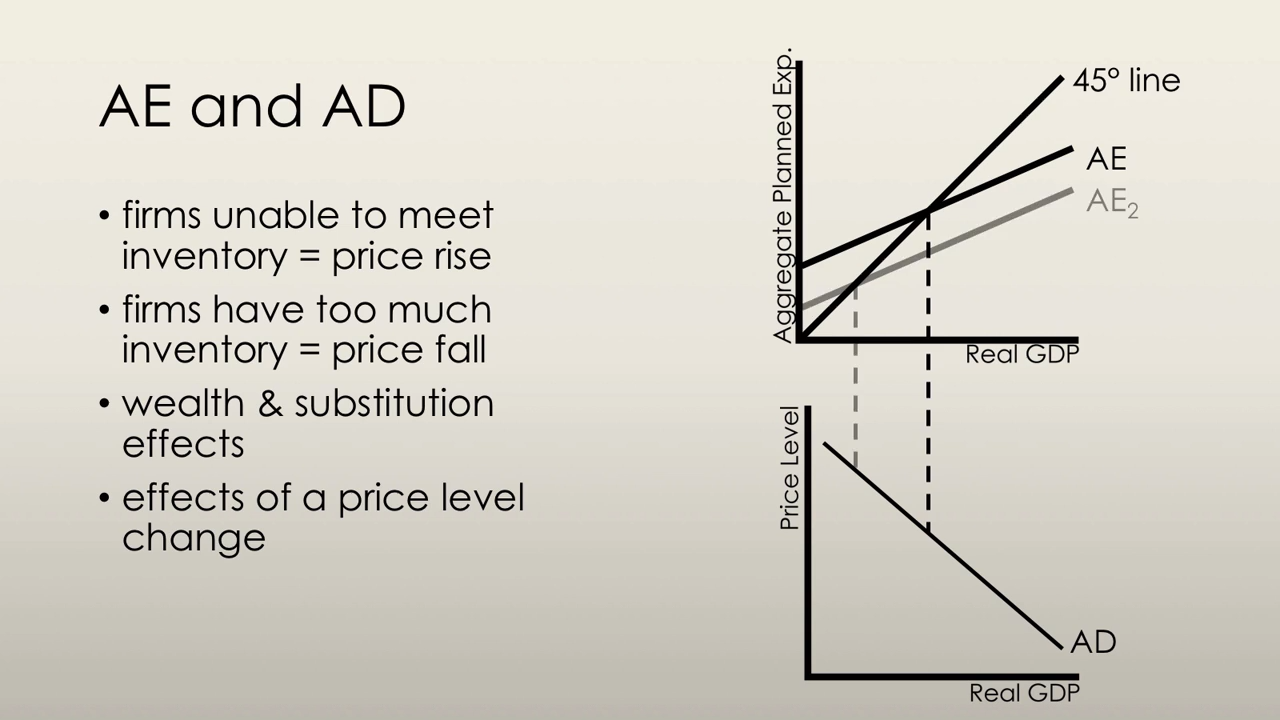 AE and AD
• firms unable to meet
inventory = price rise
• firms have too much
inventory = price fall
• wealth & substitution
effects
• effects of a price level
change
Aggregate Planned Exp.
45° line
AE
AE₂
Real GDP
Price Level
AD
Real GDP